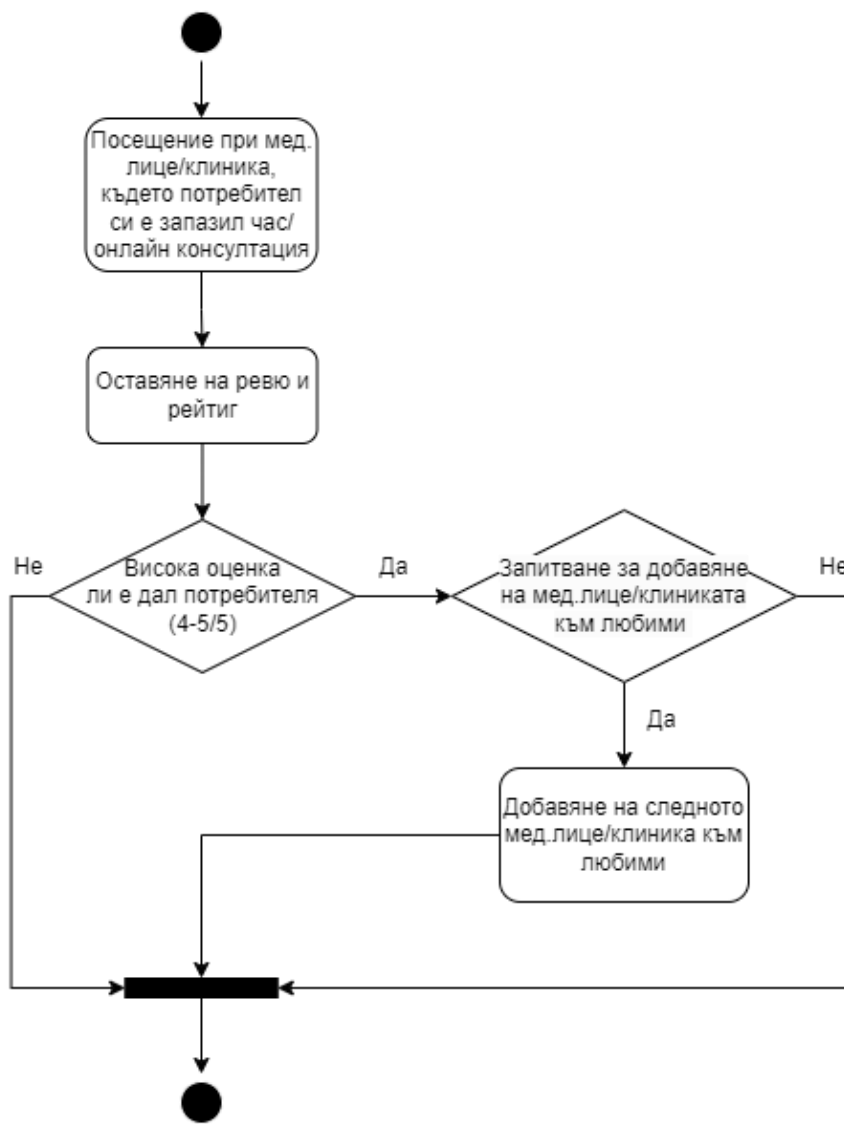 Посещение при мед.
лице/клиника,
където потребител
си е запазил час/
онлайн консултация
Оставяне на ревю и
рейтиг
Не
Висока оценка
ли е дал потребителя
(4-5/5)
Да
Запитване за добавяне
на мед.лице/клиниката
към любими
Не
Да
Добавяне на следното
мед.лице/клиника към
любими